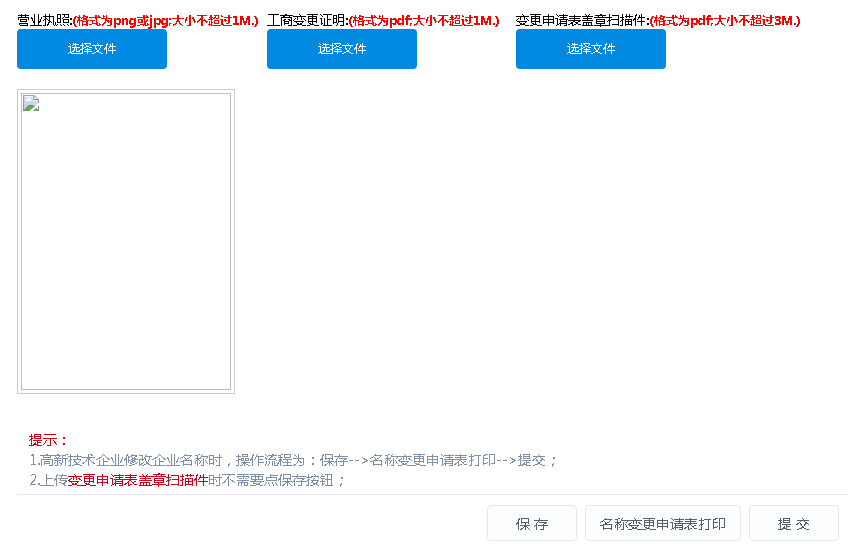 营业执照:(格式为png或jpg;大小不超过1M.) 工商变更证明:(格式为pdf;大小不超过1M.) 变更申请表盖章扫描件:(格式为pdf;大小不超过3M.)
选择文件 选择文件 选择文件
提示：
1.高新技术企业修改企业名称时，操作流程为：保存-->名称变更申请表打印-->提交；
2.上传变更申请表盖章扫描件时不需要点保存按钮；
保 存 名称变更申请表打印 提 交